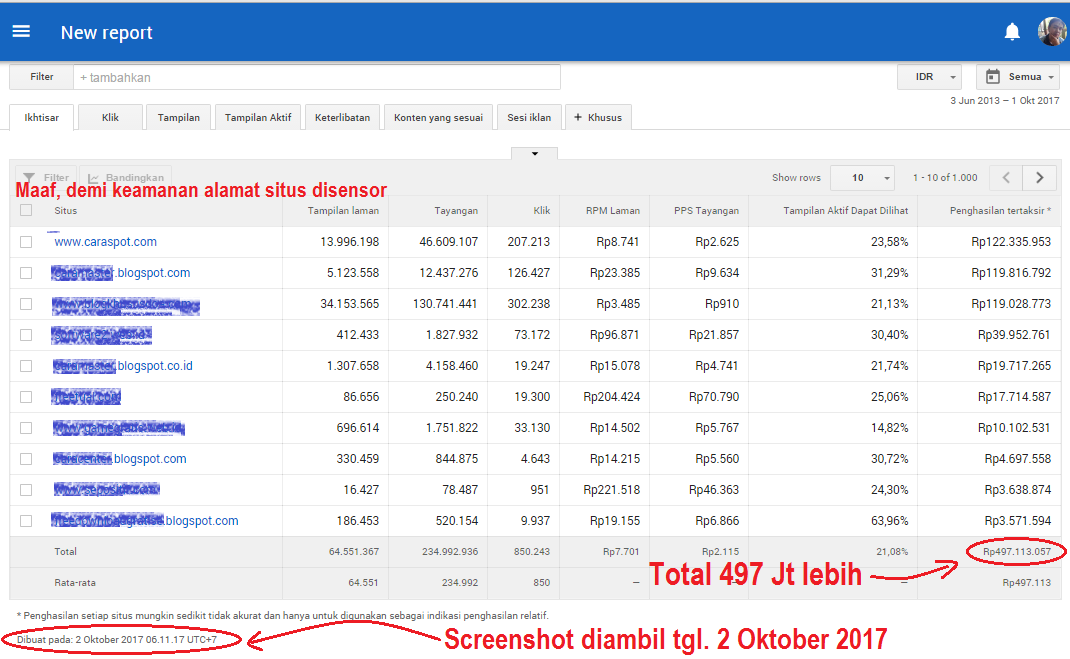 New report
Filter + tambahkan IDR Semua
3 Jun 2013 – 1 Okt 2017
Ikhtisar Klik Tampilan Tampilan Aktif Keterlibatan Konten yang sesuai Sesi iklan + Khusus
Filter Bandingkan Show rows 10 1 - 10 of 1.000
Maaf, demi keamanan alamat situs disensor
Situs Tampilan laman Tayangan Klik RPM Laman PPS Tayangan Tampilan Aktif Dapat Dilihat Penghasilan tertaksir *
www.caraspot.com 13.996.198 46.609.107 207.213 Rp8.741 Rp2.625 23,58% Rp122.335.953
.blogspot.com 5.123.558 12.437.276 126.427 Rp23.385 Rp9.634 31,29% Rp119.816.792
34.153.565 130.741.441 302.238 Rp3.485 Rp910 21,13% Rp119.028.773
412.433 1.827.932 73.172 Rp96.871 Rp21.857 30,40% Rp39.952.761
.blogspot.co.id 1.307.658 4.158.460 19.247 Rp15.078 Rp4.741 21,74% Rp19.717.265
86.656 250.240 19.300 Rp204.424 Rp70.790 25,06% Rp17.714.587
696.614 1.751.822 33.130 Rp14.502 Rp5.767 14,82% Rp10.102.531
.blogspot.com 330.459 844.875 4.643 Rp14.215 Rp5.560 30,72% Rp4.697.558
16.427 78.487 951 Rp221.518 Rp46.363 24,30% Rp3.638.874
.blogspot.com 186.453 520.154 9.937 Rp19.155 Rp6.866 63,96% Rp3.571.594
Total 64.551.367 234.992.936 850.243 Rp7.701 Rp2.115 21,08% Rp497.113.057
Rata-rata 64.551 234.992 850 – – – Rp497.113
Total 497 Jt lebih
* Penghasilan setiap situs mungkin sedikit tidak akurat dan hanya untuk digunakan sebagai indikasi penghasilan relatif.
Dibuat pada: 2 Oktober 2017 06.11.17 UTC+7
Screenshot diambil tgl. 2 Oktober 2017